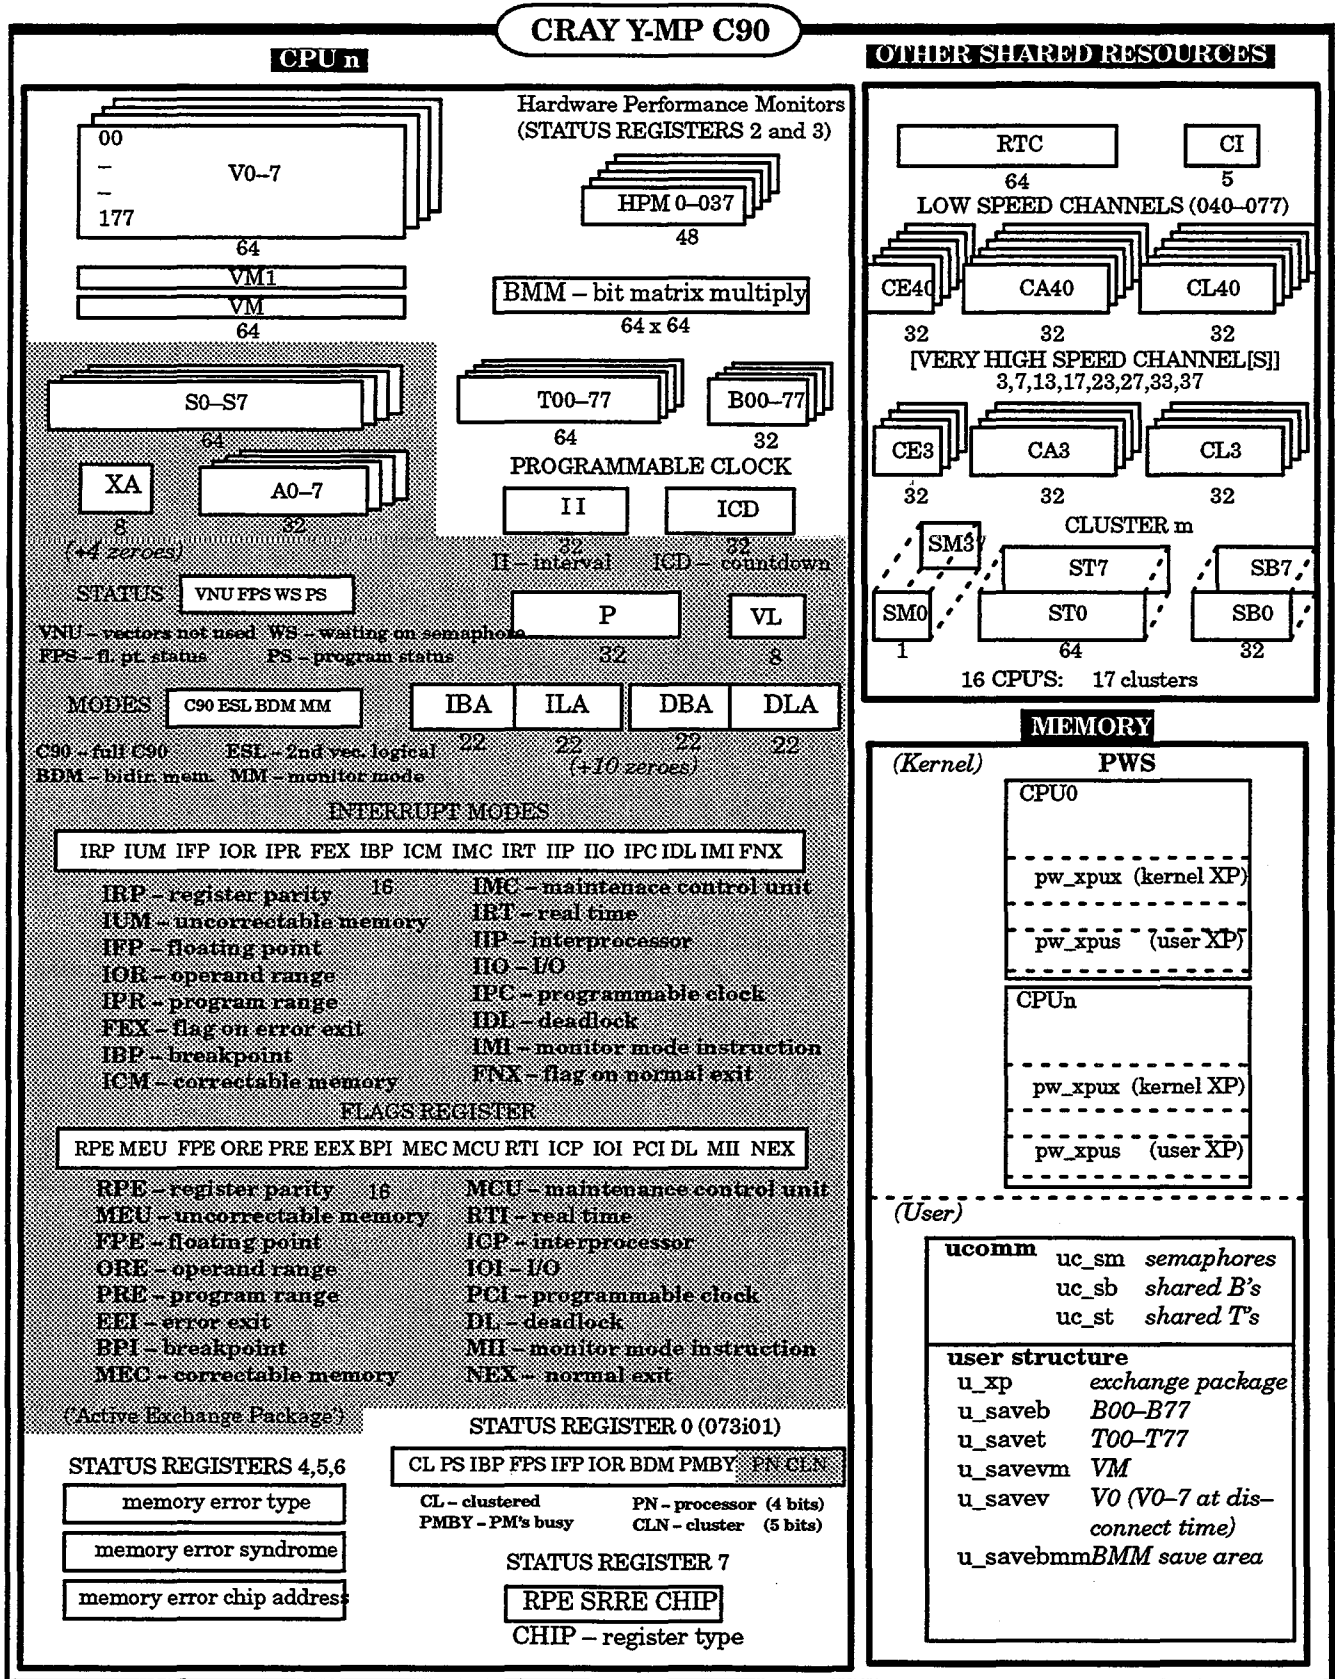 CRAY Y-MP C90
CPU n
Hardware Performance Monitors
(STATUS REGISTERS 2 and 3)
00
–
–
177
V0–7
64
HPM 0–037
48
VM1
VM
64
BMM – bit matrix multiply
64 x 64
S0–S7
64
T00–77
64
B00–77
32
XA
8
(+4 zeroes)
A0–7
32
PROGRAMMABLE CLOCK
II
32
ICD
32
II – interval ICD – countdown
STATUS VNU FPS WS PS
VNU – vectors not used WS – waiting on semaphore
FPS – fl. pt. status PS – program status
P
32
VL
8
MODES C90 ESL BDM MM
C90 – full C90 ESL – 2nd vec. logical
BDM – bidir. mem. MM – monitor mode
IBA ILA DBA DLA
22 22 22 22
(+10 zeroes)
INTERRUPT MODES
IRP IUM IFP IOR IPR FEX IBP ICM IMC IRT IIP IIO IPC IDL IMI FNX
16
IRP – register parity
IUM – uncorrectable memory
IFP – floating point
IOR – operand range
IPR – program range
FEX – flag on error exit
IBP – breakpoint
ICM – correctable memory
IMC – maintenace control unit
IRT – real time
IIP – interprocessor
IIO – I/O
IPC – programmable clock
IDL – deadlock
IMI – monitor mode instruction
FNX – flag on normal exit
FLAGS REGISTER
RPE MEU FPE ORE PRE EEX BPI MEC MCU RTI ICP IOI PCI DL MII NEX
16
RPE – register parity
MEU – uncorrectable memory
FPE – floating point
ORE – operand range
PRE – program range
EEI – error exit
BPI – breakpoint
MEC – correctable memory
MCU – maintenance control unit
RTI – real time
ICP – interprocessor
IOI – I/O
PCI – programmable clock
DL – deadlock
MII – monitor mode instruction
NEX – normal exit
('Active Exchange Package')
STATUS REGISTER 0 (073i01)
CL PS IBP FPS IFP IOR BDM PMBY PN CLN
CL – clustered PN – processor (4 bits)
PMBY – PM's busy CLN – cluster (5 bits)
STATUS REGISTERS 4,5,6
memory error type
memory error syndrome
memory error chip address
STATUS REGISTER 7
RPE SRRE CHIP
CHIP – register type
OTHER SHARED RESOURCES
RTC
64
CI
5
LOW SPEED CHANNELS (040–077)
CE40 CA40 CL40
32 32 32
[VERY HIGH SPEED CHANNEL[S]]
3,7,13,17,23,27,33,37
CE3 CA3 CL3
32 32 32
CLUSTER m
SM37 ST7 SB7
SM0 ST0 SB0
1 64 32
16 CPU'S: 17 clusters
MEMORY
(Kernel) PWS
CPU0
pw_xpux (kernel XP)
pw_xpus (user XP)
CPUn
pw_xpux (kernel XP)
pw_xpus (user XP)
(User)
ucomm
uc_sm semaphores
uc_sb shared B's
uc_st shared T's
user structure
u_xp exchange package
u_saveb B00–B77
u_savet T00–T77
u_savevm VM
u_savev V0 (V0–7 at dis–
connect time)
u_savebmm BMM save area